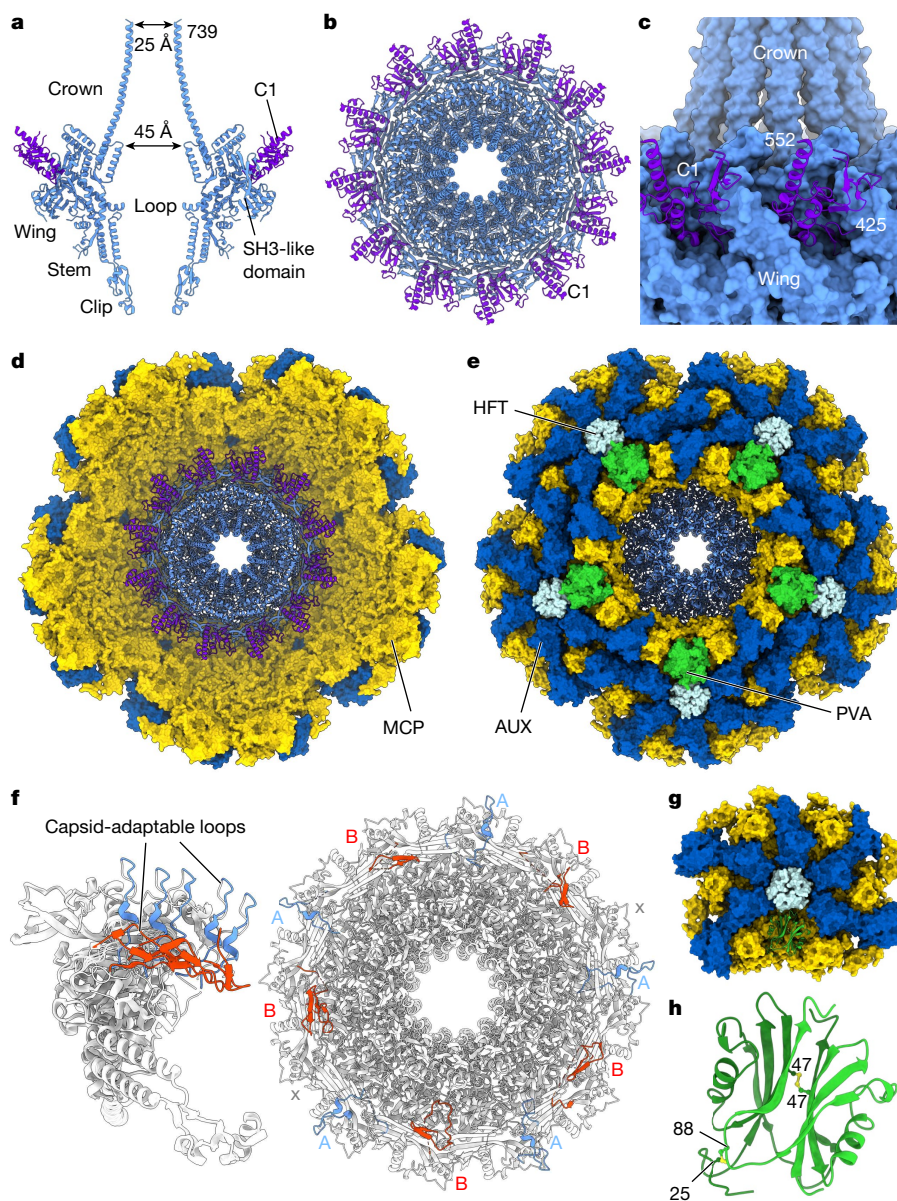 a
25 Å
739
Crown
C1
45 Å
Loop
Wing
Stem
SH3-like
domain
Clip
b
C1
c
Crown
552
C1
425
Wing
d
MCP
e
HFT
AUX
PVA
f
Capsid-adaptable loops
A
B
B
x
A
A
B
B
x
A
A
B
g
h
47
47
88
25